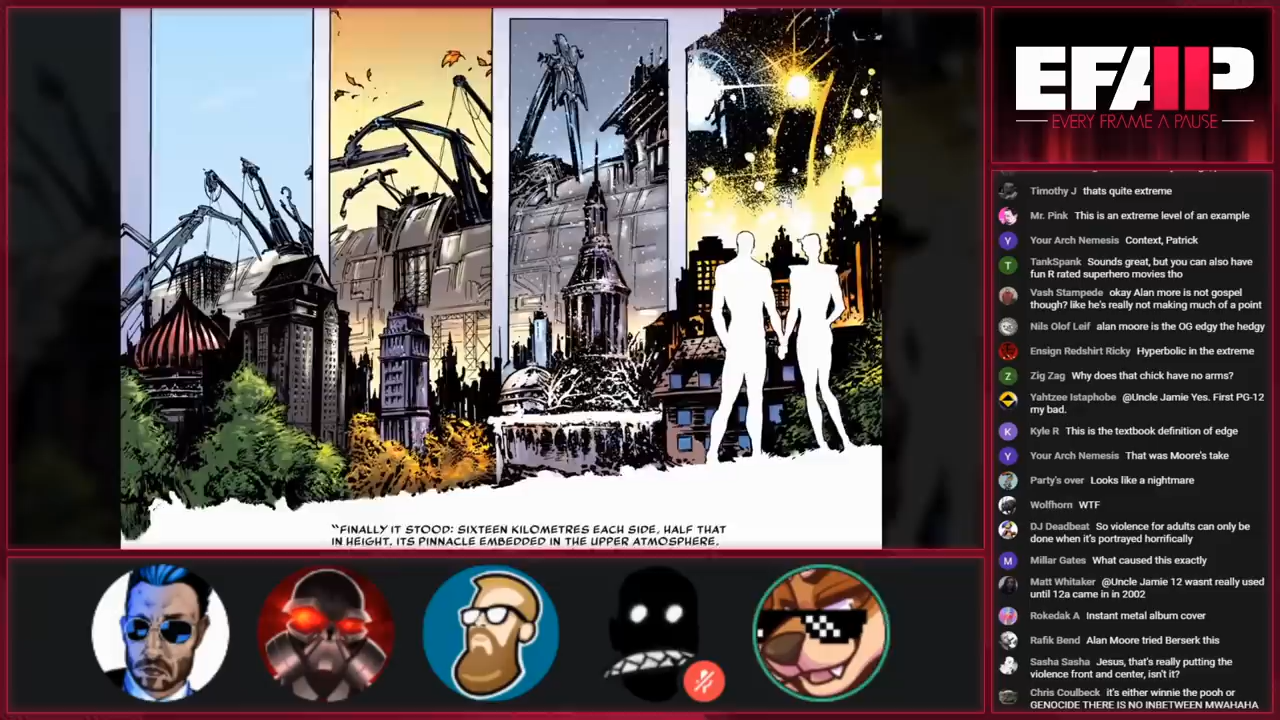 "FINALLY IT STOOD: SIXTEEN KILOMETRES EACH SIDE, HALF THAT
IN HEIGHT, ITS PINNACLE EMBEDDED IN THE UPPER ATMOSPHERE,
EFAP
EVERY FRAME A PAUSE
Timothy J thats quite extreme
Mr. Pink This is an extreme level of an example
Your Arch Nemesis Context, Patrick
TankSpank Sounds great, but you can also have
fun R rated superhero movies tho
Vash Stampede okay Alan more is not gospel
though? like he's really not making much of a point
Nils Olof Leif alan moore is the OG edgy the hedgy
Ensign Redshirt Ricky Hyperbolic in the extreme
Zig Zag Why does that chick have no arms?
Yahtzee Istaphobe @Uncle Jamie Yes. First PG-12
my bad.
Kyle R This is the textbook definition of edge
Your Arch Nemesis That was Moore's take
Party's over Looks like a nightmare
Wolfhorn WTF
DJ Deadbeat So violence for adults can only be
done when it's portrayed horrifically
Millar Gates What caused this exactly
Matt Whitaker @Uncle Jamie 12 wasnt really used
until 12a came in in 2002
Rokedak A Instant metal album cover
Rafik Bend Alan Moore tried Berserk this
Sasha Sasha Jesus, that's really putting the
violence front and center, isn't it?
Chris Coulbeck it's either winnie the pooh or
GENOCIDE THERE IS NO INBETWEEN MWAHAHA
Y
T
Z
K
Y
M